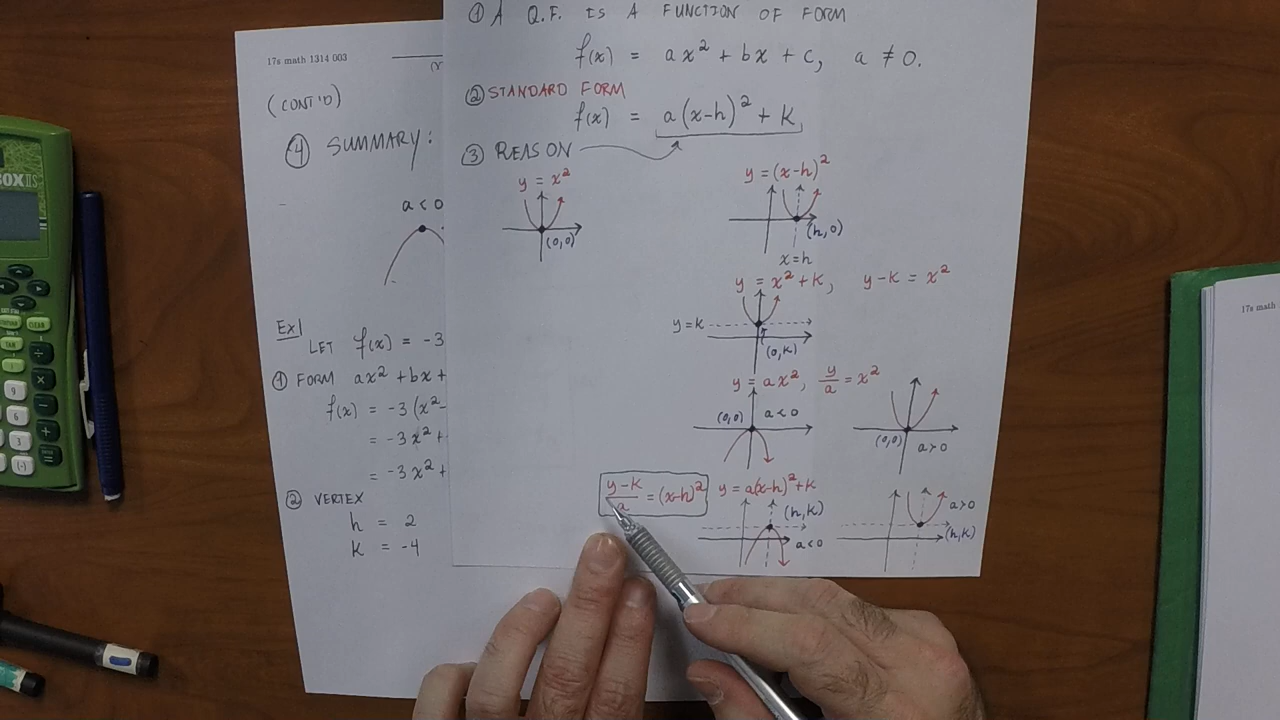 ① A Q.F. IS A FUNCTION OF FORM
f(x) = ax² + bx + c, a ≠ 0.
② STANDARD FORM
f(x) = a(x-h)² + k
③ REASON
y = x²
(0,0)
y = (x-h)²
(h,0)
x=h
y = x² + k, y-k = x²
y=k
(0,k)
y = ax², y/a = x²
(0,0) a<0
(0,0) a>0
(y-k)/a = (x-h)² y = a(x-h)² + k
(h,k)
a<0
a>0
(h,k)
17s math 1314 003
(CONT'D)
④ SUMMARY:
a<0
Ex1
LET f(x) = -3
① FORM ax² + bx +
f(x) = -3(x²-
= -3x² +
= -3x² +
② VERTEX
h = 2
k = -4
17s math
CLEAR